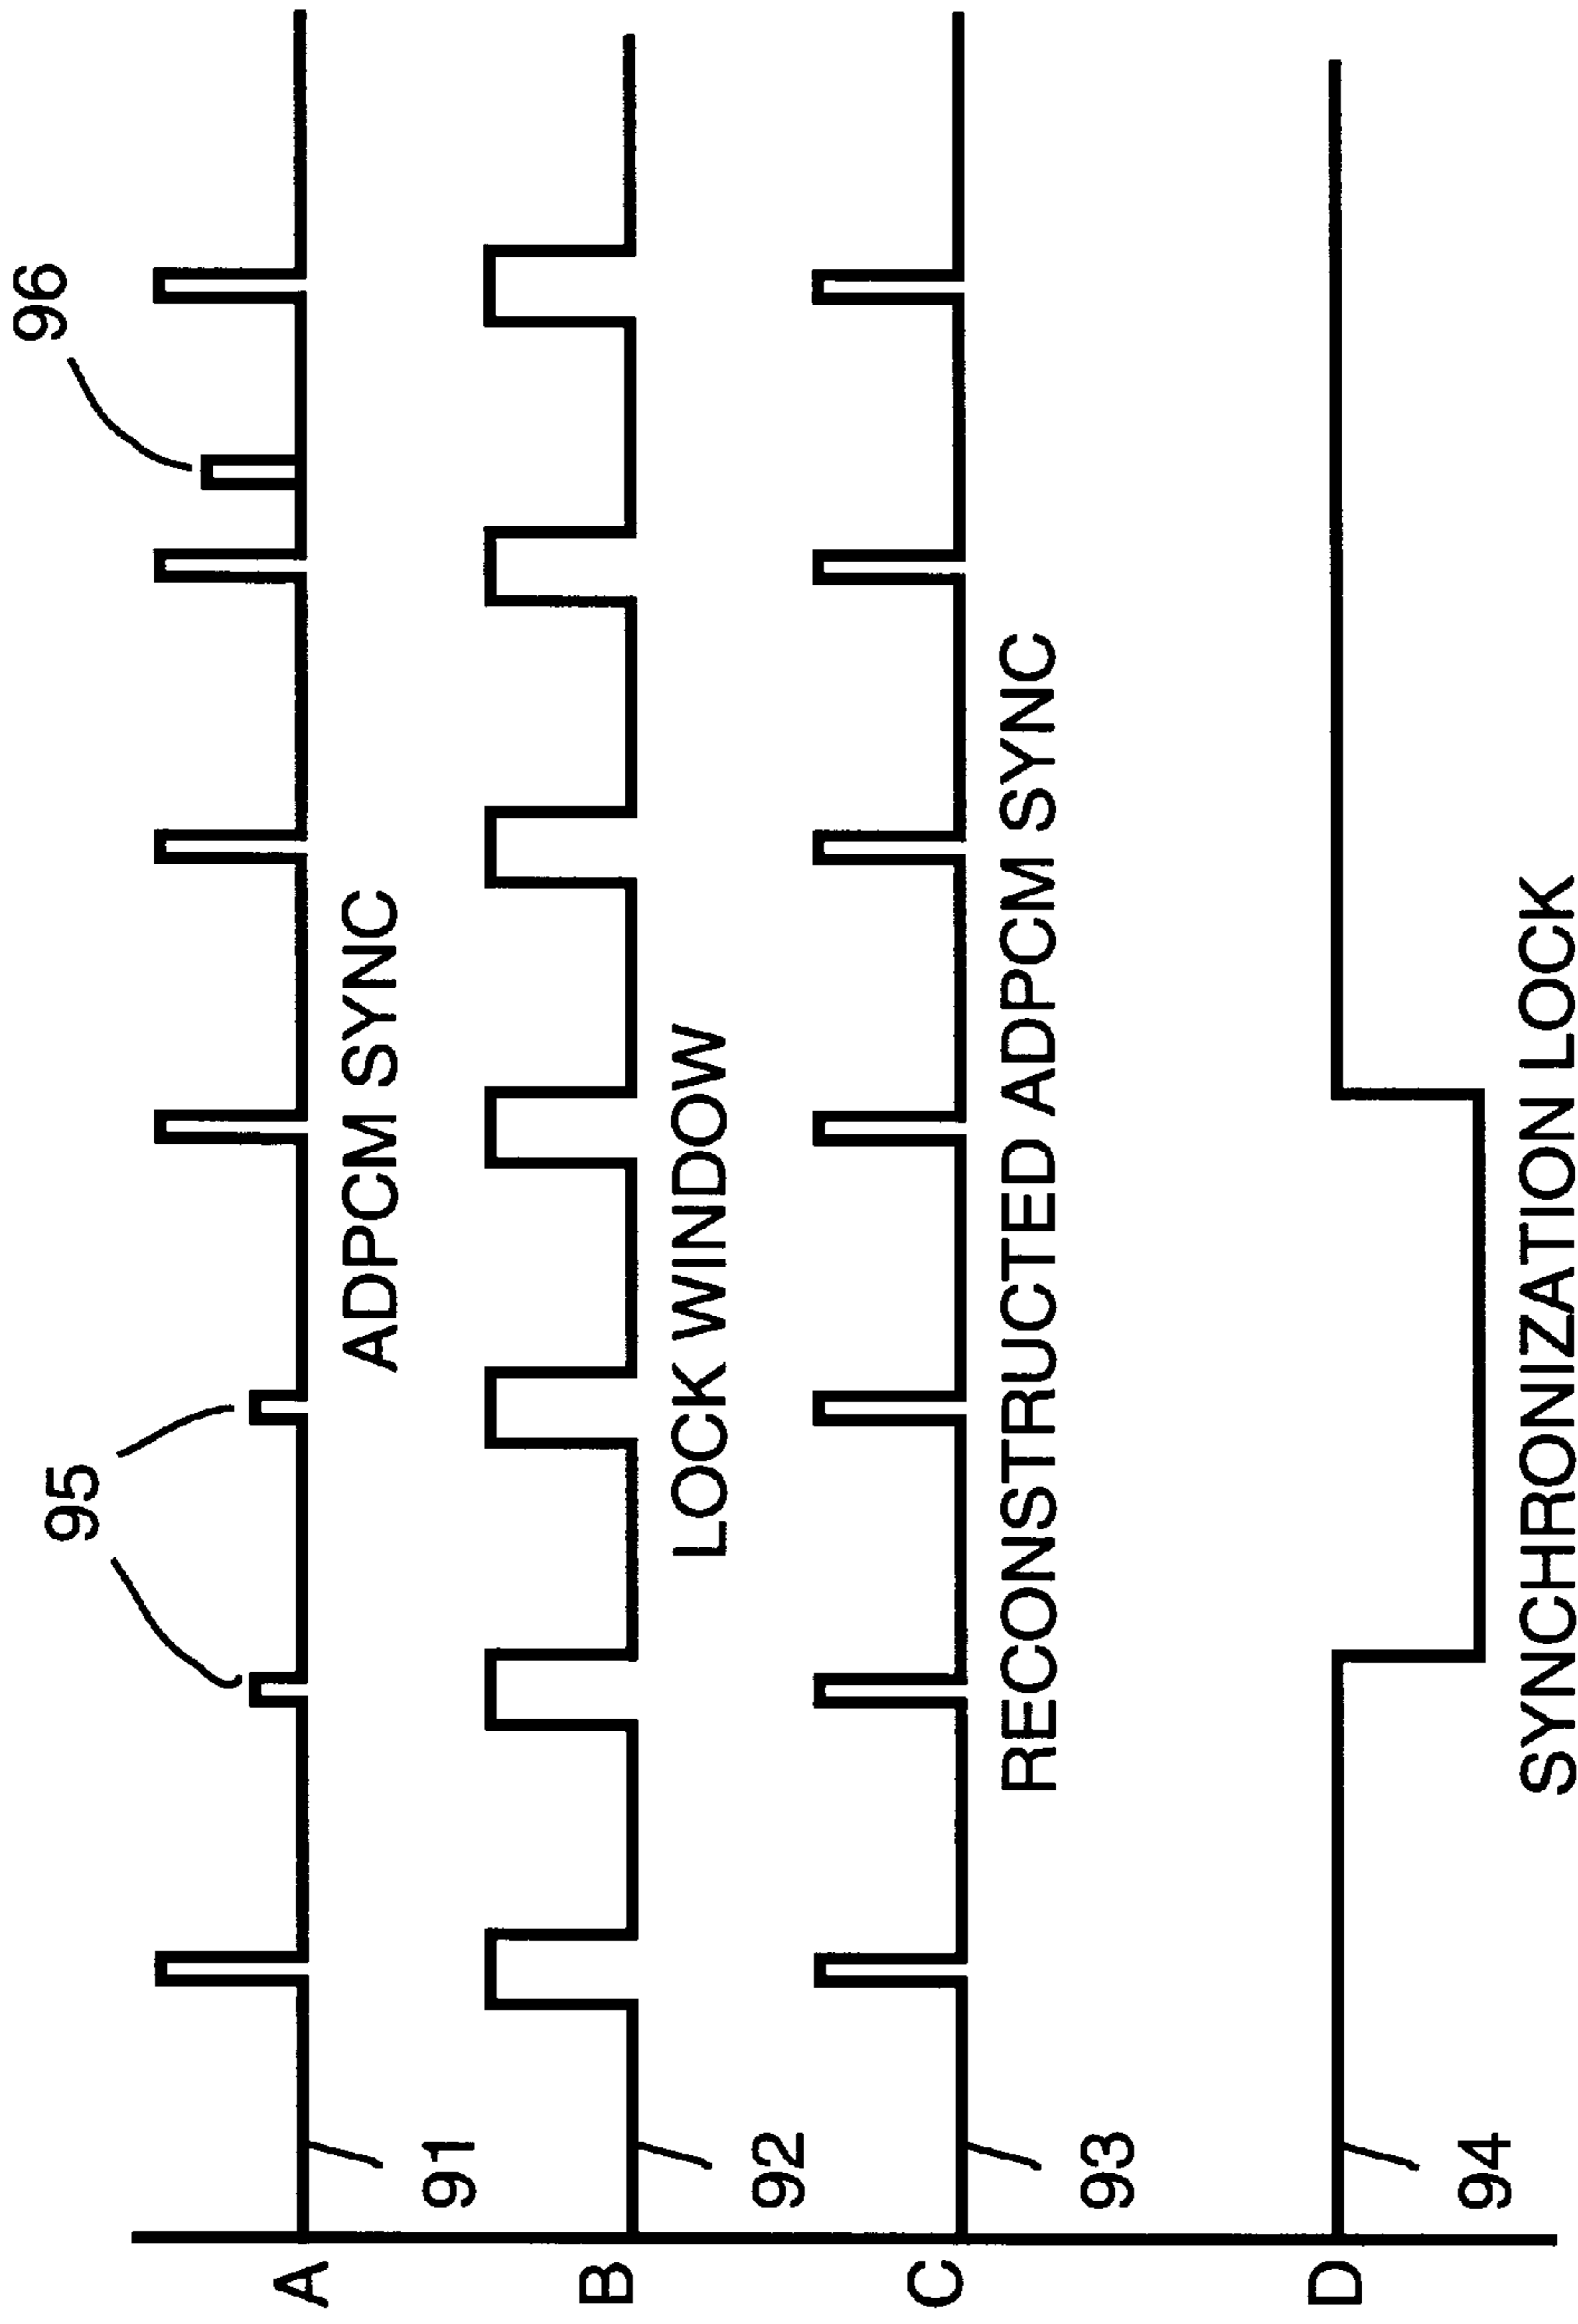 95
96
A
91
ADPCM SYNC
B
92
LOCK WINDOW
C
93
RECONSTRUCTED ADPCM SYNC
D
94
SYNCHRONIZATION LOCK